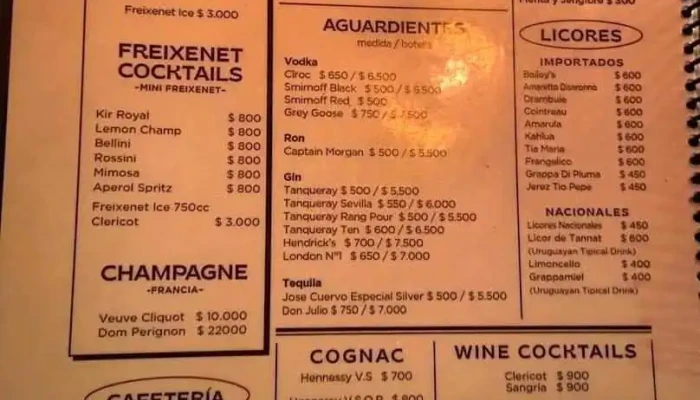 Freixenet Ice $ 3.000
FREIXENET
COCKTAILS
-MINI FREIXENET-
Kir Royal $ 800
Lemon Champ $ 800
Bellini $ 800
Rossini $ 800
Mimosa $ 800
Aperol Spritz $ 800
Freixenet Ice 750cc
Clericot $ 3.000
CHAMPAGNE
-FRANCIA-
Veuve Cliquot $ 10.000
Dom Perignon $ 22000
CAFETERÍA
AGUARDIENTES
medida / botella
Vodka
Ciroc $ 650 / $ 6.500
Smirnoff Black $ 500 / $ 6.500
Smirnoff Red $ 500
Grey Goose $ 750 / $ 7.500
Ron
Captain Morgan $ 500 / $ 5.500
Gin
Tanqueray $ 500 / $ 5.500
Tanqueray Sevilla $ 550 / $ 6.000
Tanqueray Rang Pour $ 500 / $ 5.500
Tanqueray Ten $ 600 / $ 6.500
Hendrick's $ 700 / $ 7.500
London Nº1 $ 650 / $ 7.000
Tequila
Jose Cuervo Especial Silver $ 500 / $ 5.500
Don Julio $ 750 / $ 7.000
COGNAC
Hennessy V.S $ 700
Hennessy V.S.O.P $ 800
Menta y Jengibre $ 300
LICORES
IMPORTADOS
Bailey's $ 600
Amaretto Disaronno $ 600
Drambuie $ 600
Cointreau $ 600
Amarula $ 600
Kahlua $ 600
Tia Maria $ 600
Frangelico $ 600
Grappa Di Piuma $ 450
Jerez Tio Pepe $ 450
NACIONALES
Licores Nacionales $ 450
Licor de Tannat $ 600
(Uruguayan Tipical Drink)
Limoncello $ 400
Grappamiel $ 400
(Uruguayan Tipical Drink)
WINE COCKTAILS
Clericot $ 900
Sangria $ 900